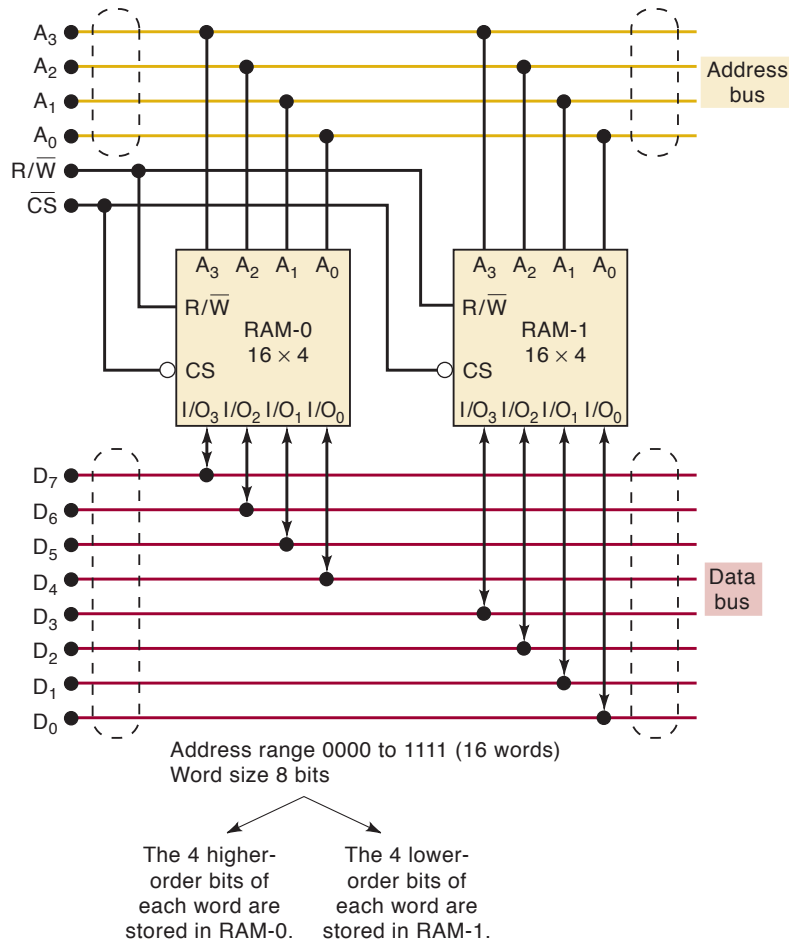 A₃
A₂
A₁
A₀
Address
bus
R/W̅
C̅S̅
A₃ A₂ A₁ A₀
R/W̅
RAM-0
16 × 4
CS
I/O₃ I/O₂ I/O₁ I/O₀
A₃ A₂ A₁ A₀
R/W̅
RAM-1
16 × 4
CS
I/O₃ I/O₂ I/O₁ I/O₀
D₇
D₆
D₅
D₄
D₃
D₂
D₁
D₀
Data
bus
Address range 0000 to 1111 (16 words)
Word size 8 bits
The 4 higher-
order bits of
each word are
stored in RAM-0.
The 4 lower-
order bits of
each word are
stored in RAM-1.